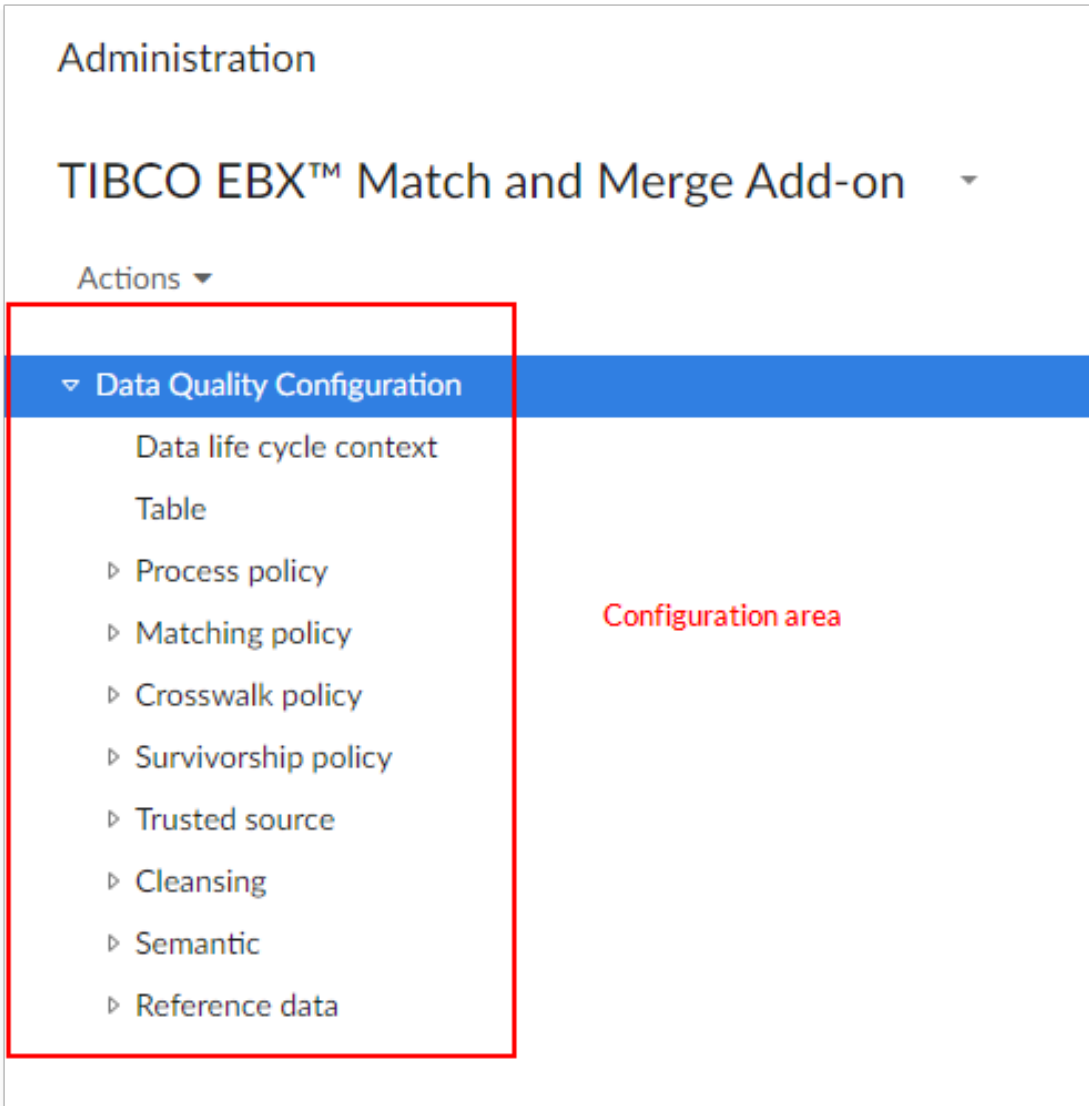 Administration
TIBCO EBX™ Match and Merge Add-on
Actions
Data Quality Configuration
Data life cycle context
Table
Process policy
Configuration area
Matching policy
Crosswalk policy
Survivorship policy
Trusted source
Cleansing
Semantic
Reference data